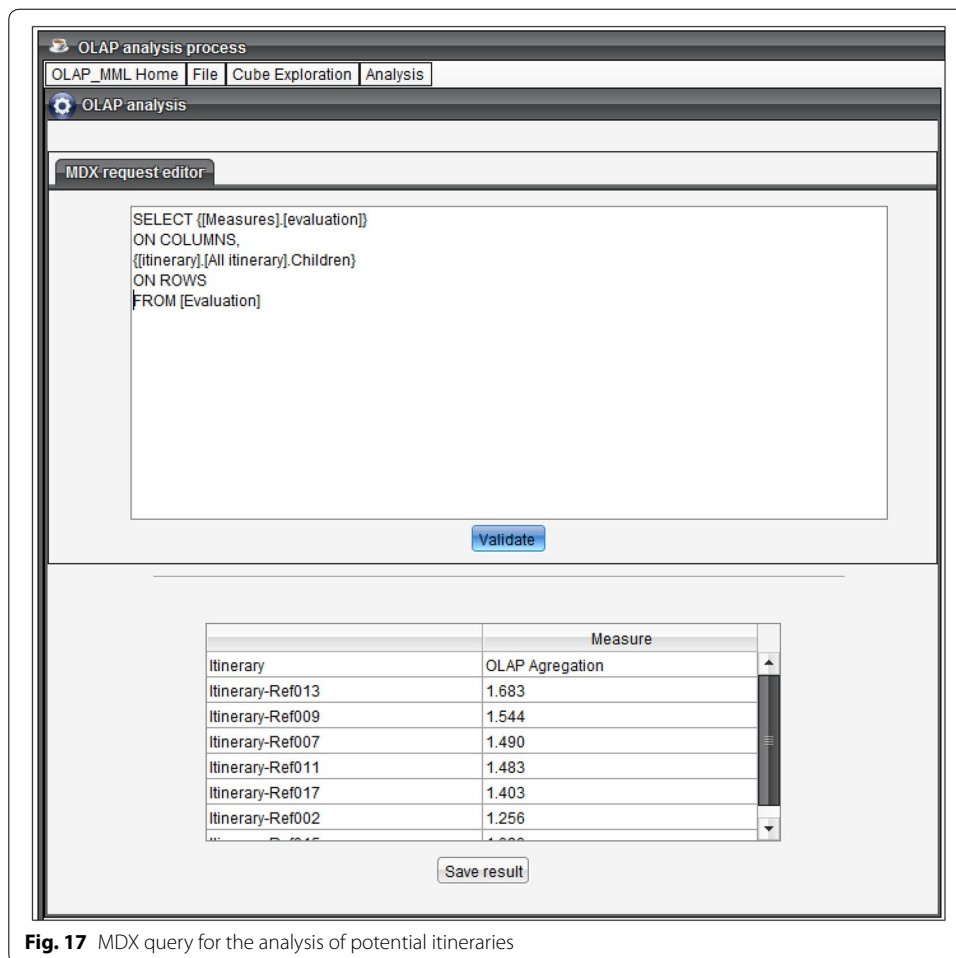 OLAP analysis process
OLAP_MML Home File Cube Exploration Analysis
OLAP analysis
MDX request editor
SELECT {[Measures].[evaluation]}
ON COLUMNS,
{[itinerary].[All itinerary].Children}
ON ROWS
FROM [Evaluation]
Validate
Measure
Itinerary OLAP Agregation
Itinerary-Ref013 1.683
Itinerary-Ref009 1.544
Itinerary-Ref007 1.490
Itinerary-Ref011 1.483
Itinerary-Ref017 1.403
Itinerary-Ref002 1.256
Save result
Fig. 17 MDX query for the analysis of potential itineraries